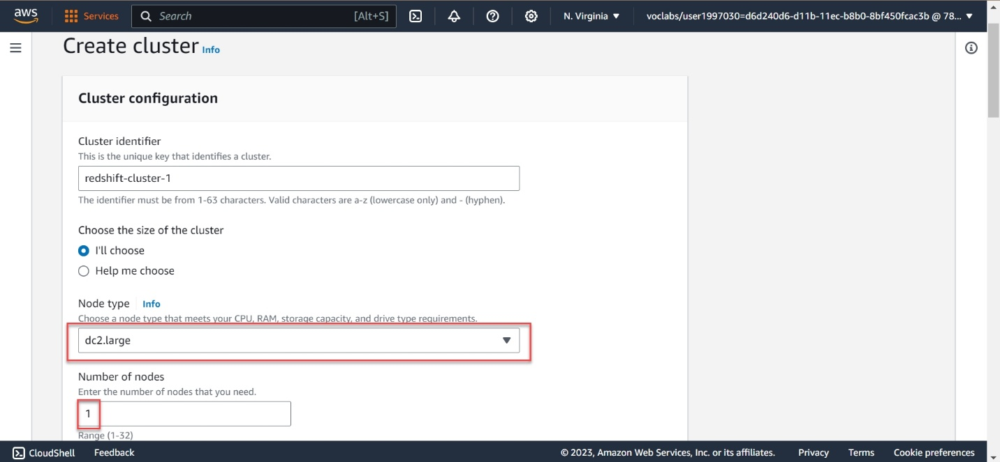 aws Services Search [Alt+S] N. Virginia voclabs/user1997030=d6d240d6-d11b-11ec-b8b0-8bf450fcac3b @ 78...
Create cluster Info
Cluster configuration
Cluster identifier
This is the unique key that identifies a cluster.
redshift-cluster-1
The identifier must be from 1-63 characters. Valid characters are a-z (lowercase only) and - (hyphen).
Choose the size of the cluster
I'll choose
Help me choose
Node type Info
Choose a node type that meets your CPU, RAM, storage capacity, and drive type requirements.
dc2.large
Number of nodes
Enter the number of nodes that you need.
1
Range (1-32)
CloudShell Feedback © 2023, Amazon Web Services, Inc. or its affiliates. Privacy Terms Cookie preferences